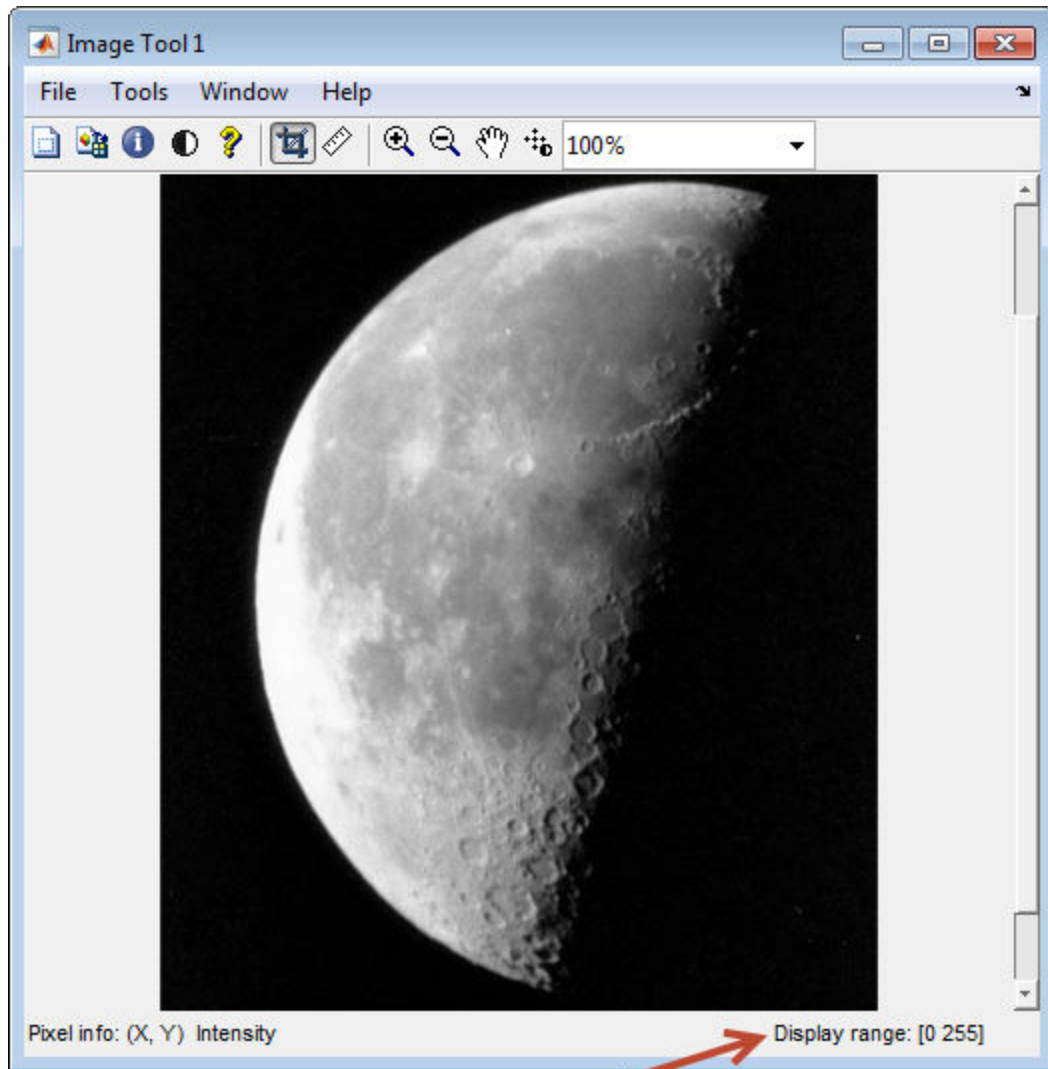 Image Tool 1
File Tools Window Help
100%
Pixel info: (X, Y) Intensity
Display range: [0 255]